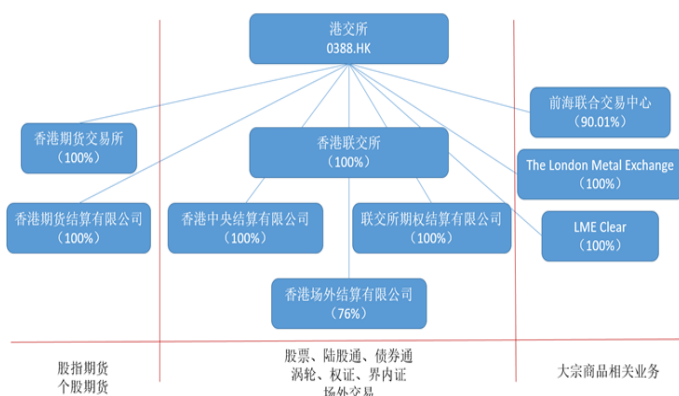 港交所
0388.HK
香港期货交易所
（100%）
香港联交所
（100%）
前海联合交易中心
（90.01%）
The London Metal Exchange
（100%）
香港期货结算有限公司
（100%）
香港中央结算有限公司
（100%）
联交所期权结算有限公司
（100%）
LME Clear
（100%）
香港场外结算有限公司
（76%）
股指期货
个股期货
股票、陆股通、债券通
涡轮、权证、界内证
场外交易
大宗商品相关业务